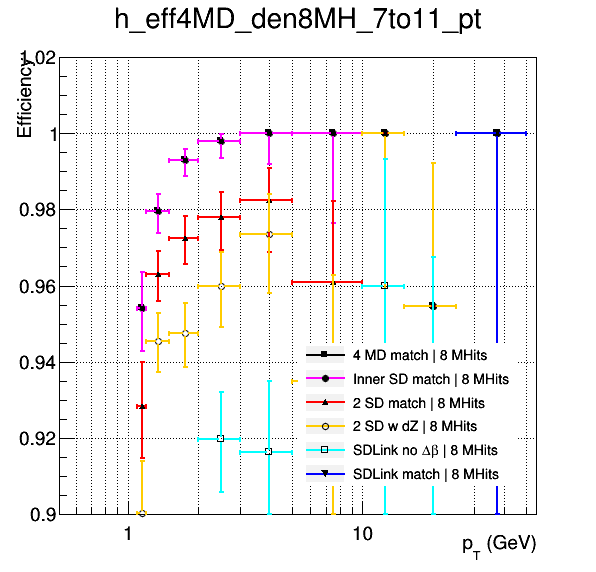 h_eff4MD_den8MH_7to11_pt
Efficiency
1.02
1
0.98
0.96
0.94
0.92
0.9
4 MD match | 8 MHits
Inner SD match | 8 MHits
2 SD match | 8 MHits
2 SD w dZ | 8 MHits
SDLink no Δβ | 8 MHits
SDLink match | 8 MHits
1
10
p_T (GeV)